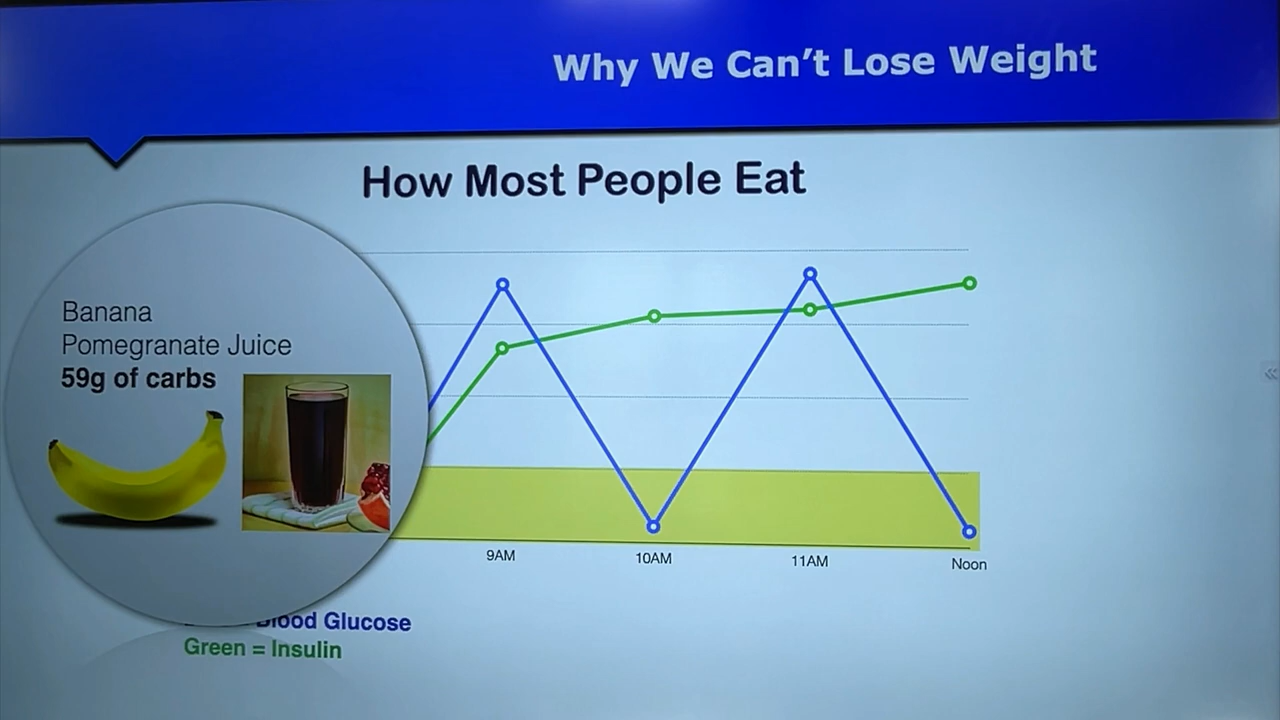 Why We Can't Lose Weight
How Most People Eat
Banana
Pomegranate Juice
59g of carbs
9AM
10AM
11AM
Noon
Glucose
Green = Insulin